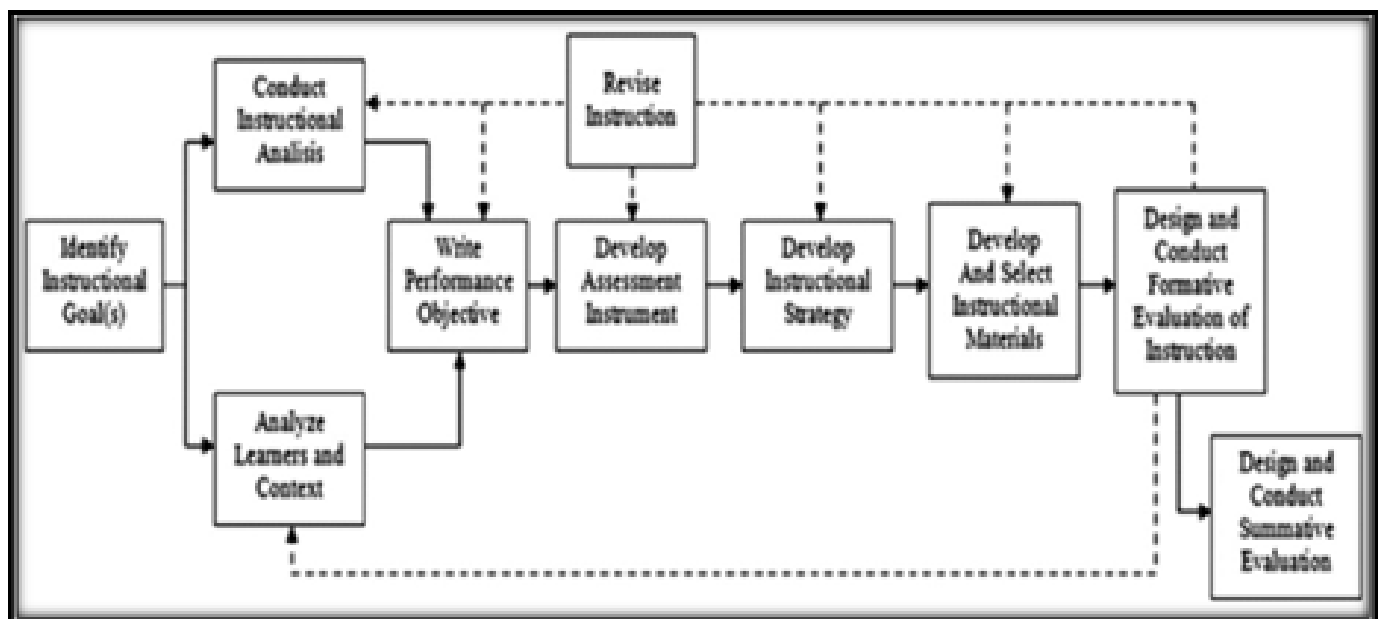 Conduct
Instructional
Analisis
Revise
Instruction
Identify
Instructional
Goal(s)
Write
Performance
Objective
Develop
Assessment
Instrument
Develop
Instructional
Strategy
Develop
And Select
Instructional
Materials
Design and
Conduct
Formative
Evaluation of
Instruction
Analyze
Learners and
Context
Design and
Conduct
Summative
Evaluation